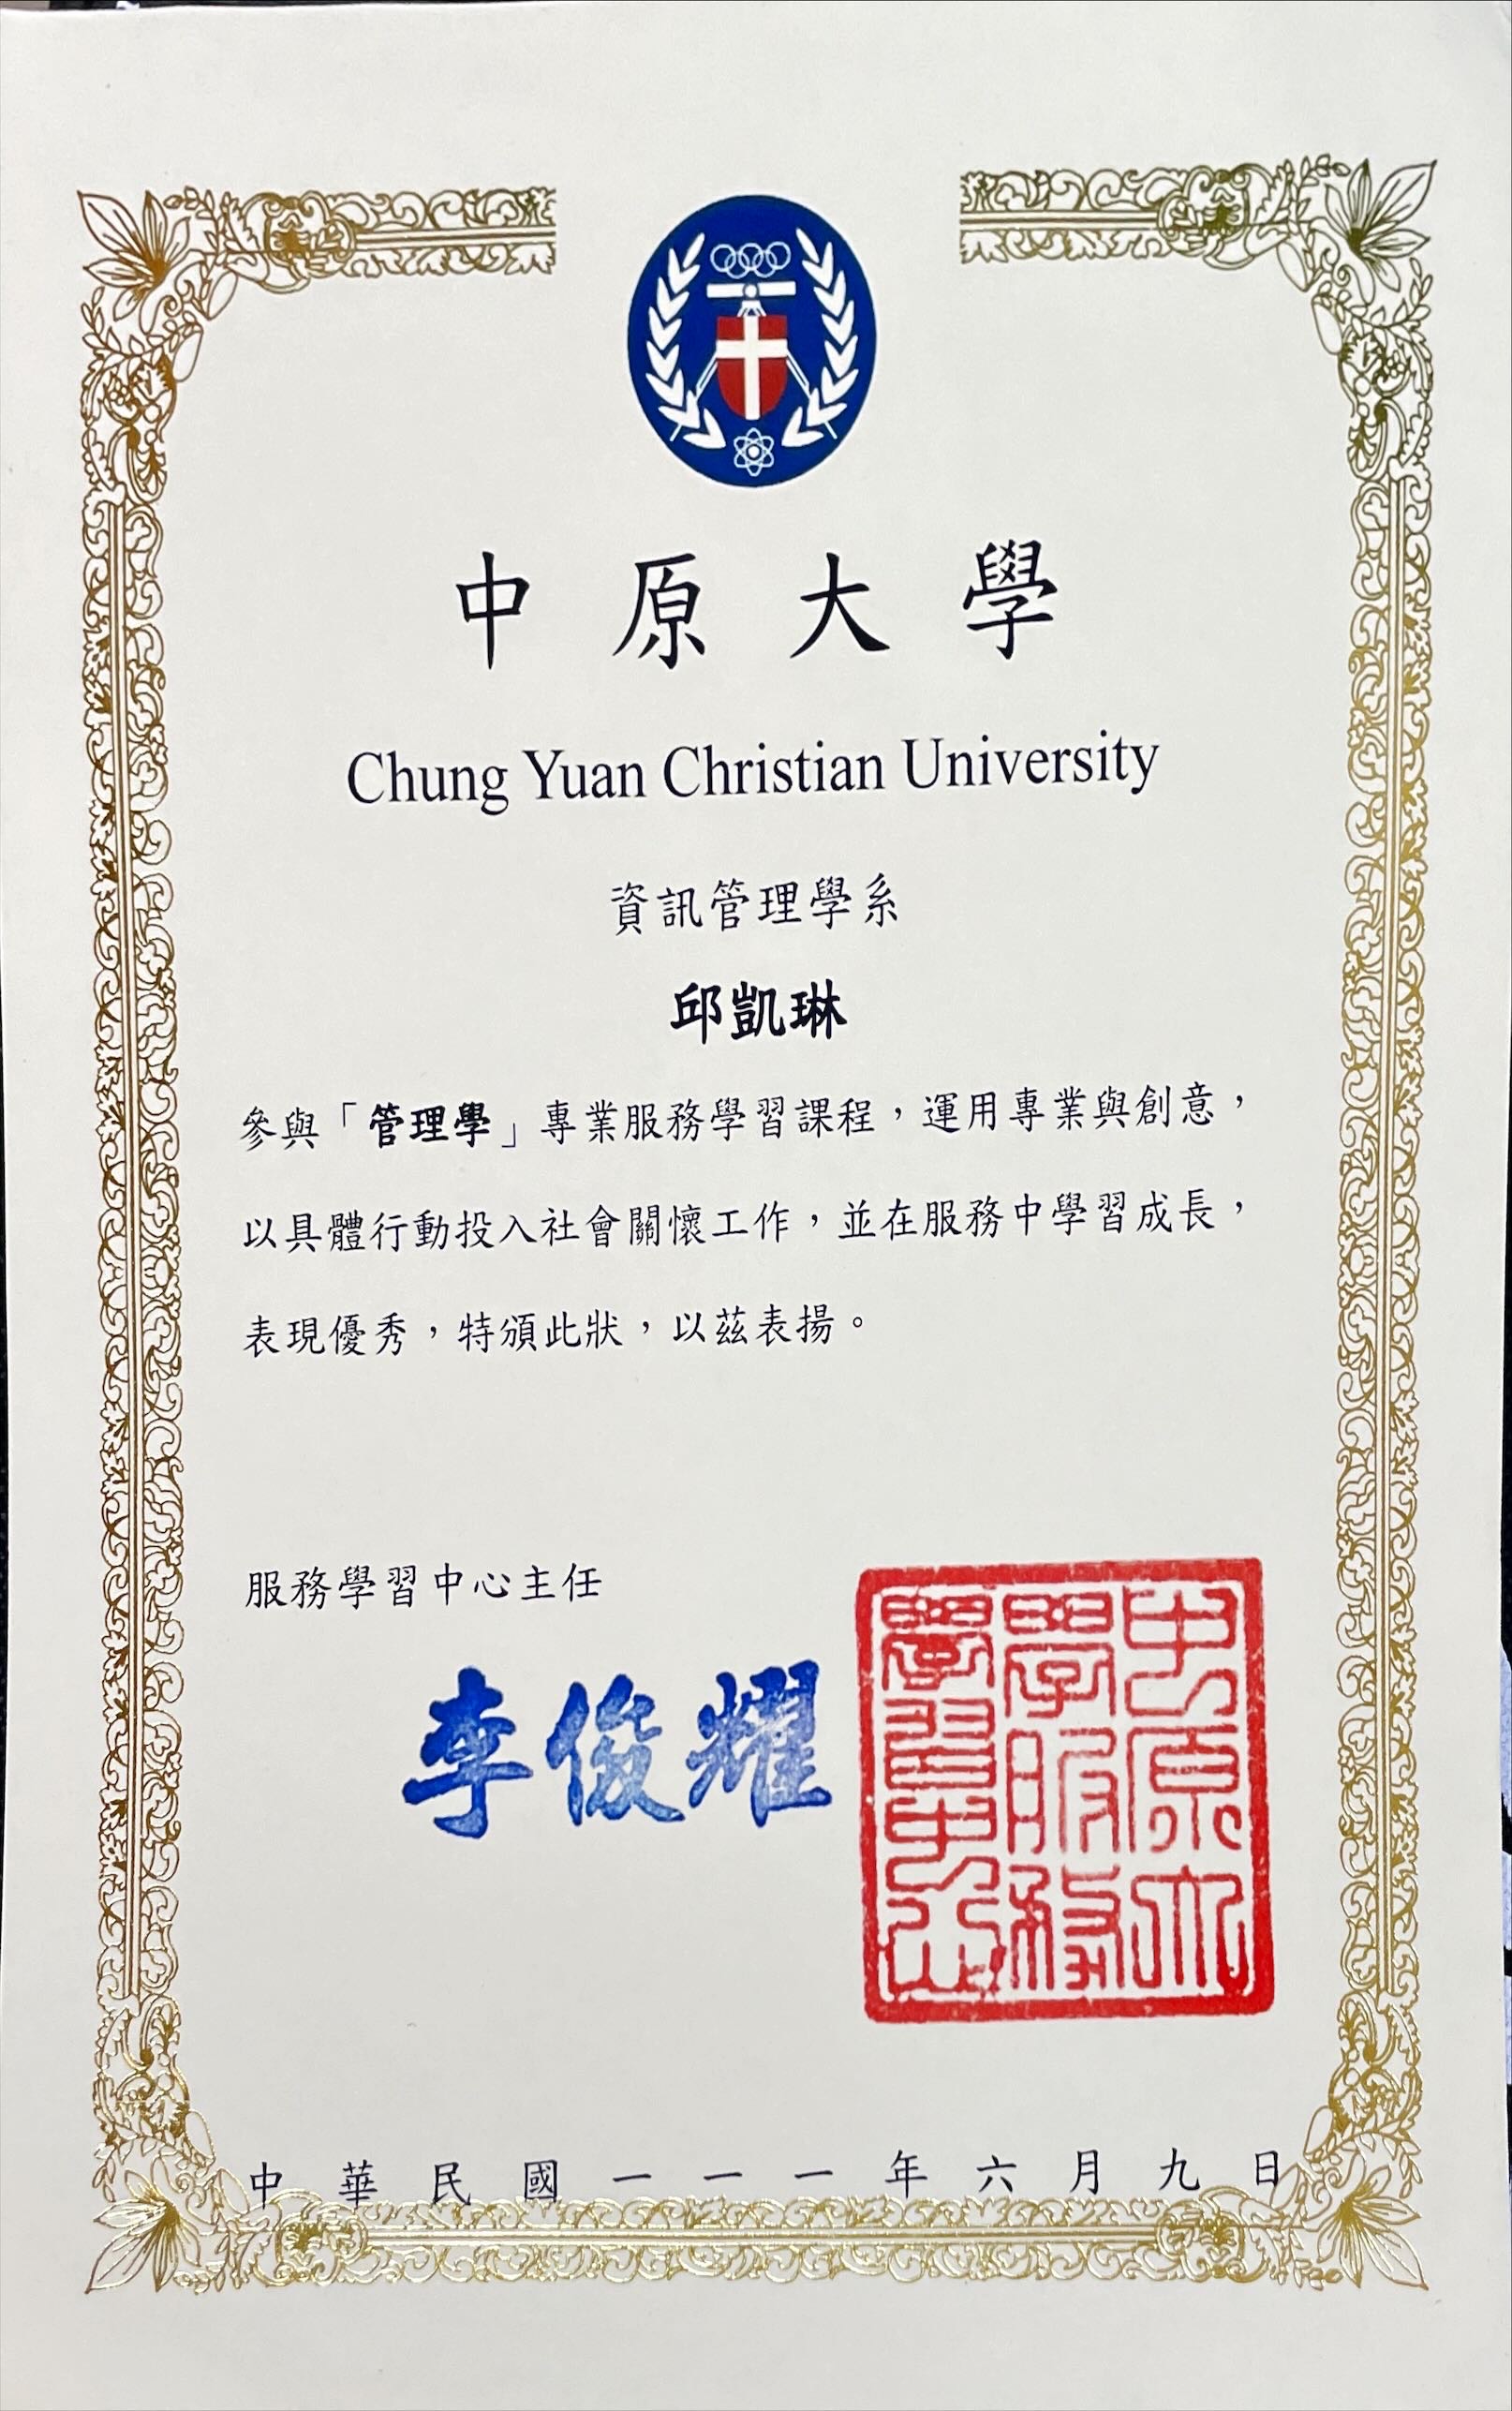 中原大學
Chung Yuan Christian University
資訊管理學系
邱凱琳
參與「管理學」專業服務學習課程，運用專業與創意，
以具體行動投入社會關懷工作，並在服務中學習成長，
表現優秀，特頒此狀，以茲表揚。
服務學習中心主任
李俊耀
中原大
學服務
學習中心
中華民國一一一年六月九日